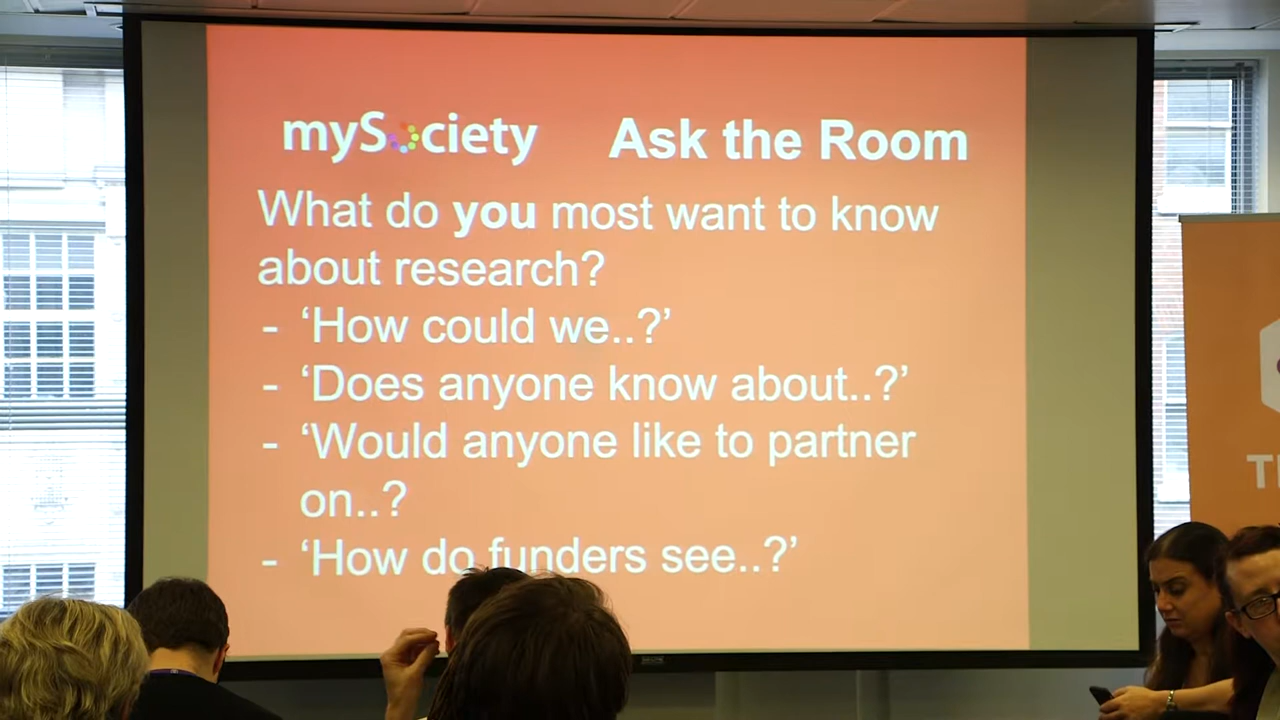 mySociety Ask the Room
What do you most want to know
about research?
- ‘How could we..?’
- ‘Does anyone know about..?’
- ‘Would anyone like to partner
on..?
- ‘How do funders see..?’